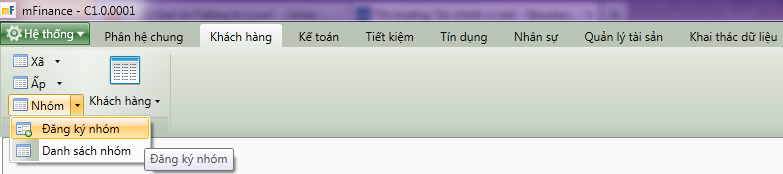 mF mFinance - C1.0.0001
Hệ thống Phân hệ chung Khách hàng Kế toán Tiết kiệm Tín dụng Nhân sự Quản lý tài sản Khai thác dữ liệu
Xã
Ấp
Nhóm Khách hàng
Đăng ký nhóm
Danh sách nhóm
Đăng ký nhóm